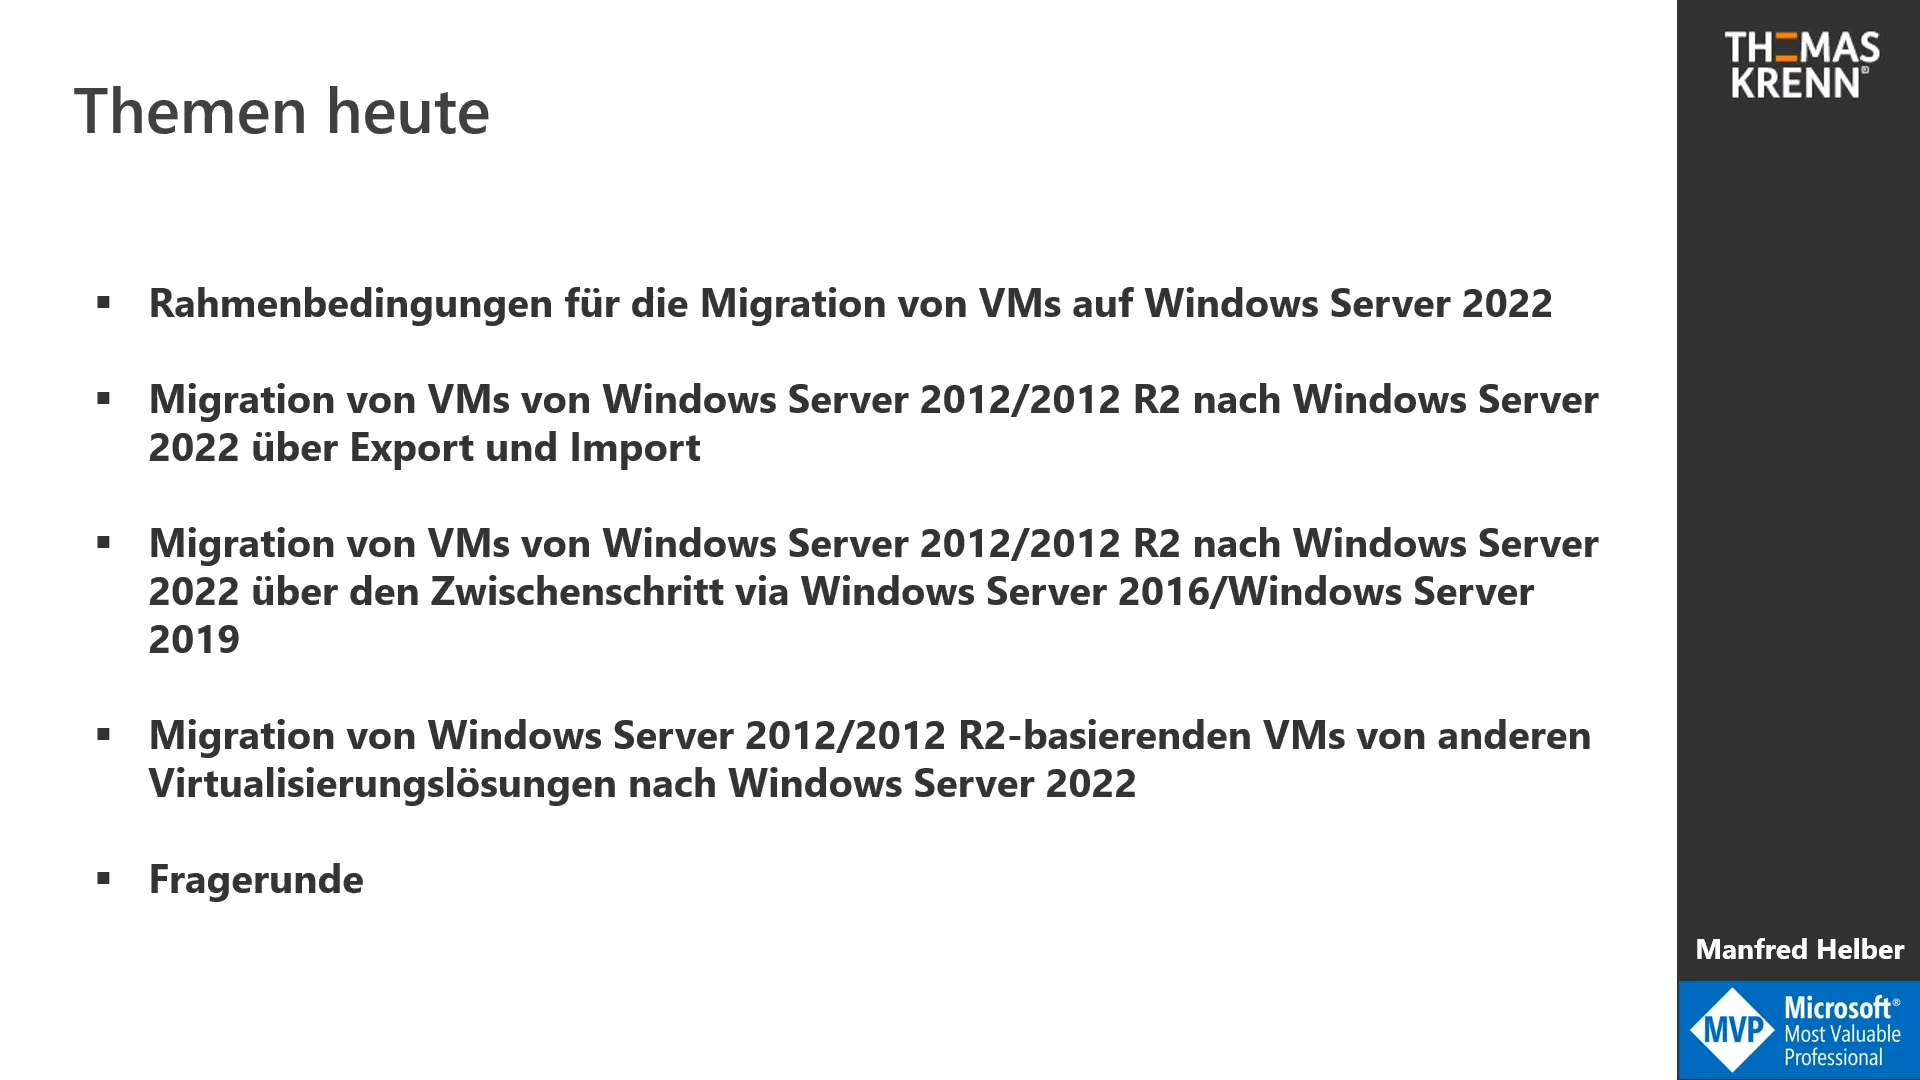 Themen heute
▪ Rahmenbedingungen für die Migration von VMs auf Windows Server 2022
▪ Migration von VMs von Windows Server 2012/2012 R2 nach Windows Server
2022 über Export und Import
▪ Migration von VMs von Windows Server 2012/2012 R2 nach Windows Server
2022 über den Zwischenschritt via Windows Server 2016/Windows Server
2019
▪ Migration von Windows Server 2012/2012 R2-basierenden VMs von anderen
Virtualisierungslösungen nach Windows Server 2022
▪ Fragerunde
THOMAS
KRENN®
Manfred Helber
MVP
Microsoft®
Most Valuable
Professional